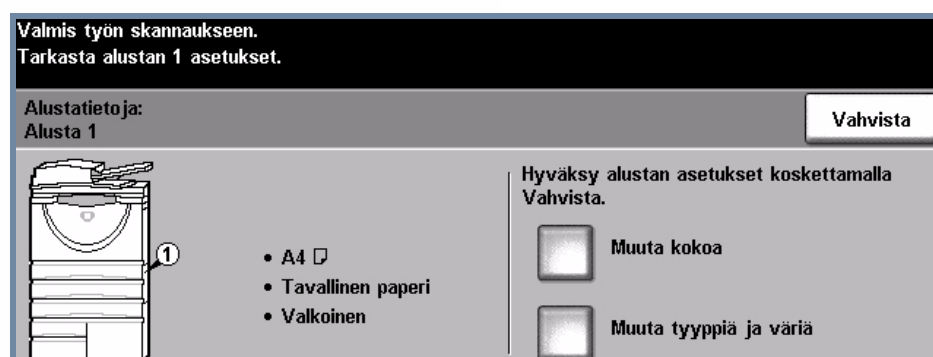 Valmis työn skannaukseen.
Tarkasta alustan 1 asetukset.
Alustatietoja:
Alusta 1
Vahvista
1
• A4
• Tavallinen paperi
• Valkoinen
Hyväksy alustan asetukset koskettamalla
Vahvista.
Muuta kokoa
Muuta tyyppiä ja väriä